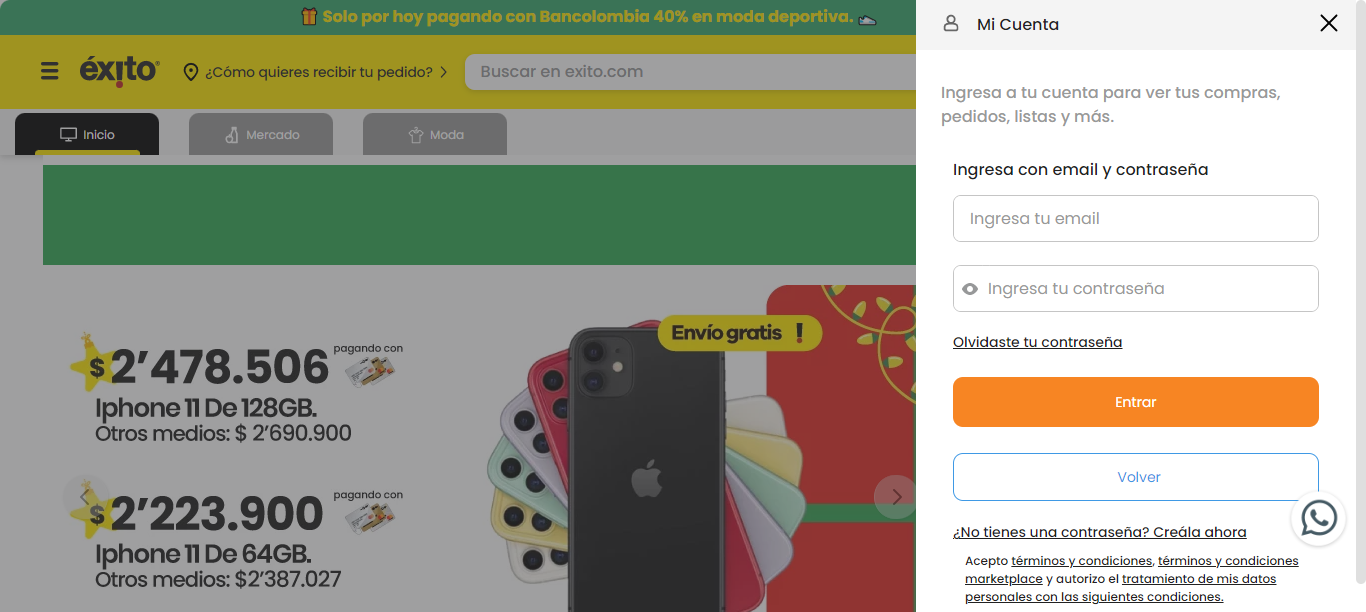 Solo por hoy pagando con Bancolombia 40% en moda deportiva.
éxito
¿Cómo quieres recibir tu pedido?
Buscar en exito.com
Inicio
Mercado
Moda
Envío gratis !
$2’478.506
pagando con
Iphone 11 De 128GB.
Otros medios: $ 2’690.900
$2’223.900
pagando con
Iphone 11 De 64GB.
Otros medios: $2’387.027
Mi Cuenta
Ingresa a tu cuenta para ver tus compras,
pedidos, listas y más.
Ingresa con email y contraseña
Ingresa tu email
Ingresa tu contraseña
Olvidaste tu contraseña
Entrar
Volver
¿No tienes una contraseña? Creála ahora
Acepto términos y condiciones, términos y condiciones
marketplace y autorizo el tratamiento de mis datos
personales con las siguientes condiciones.